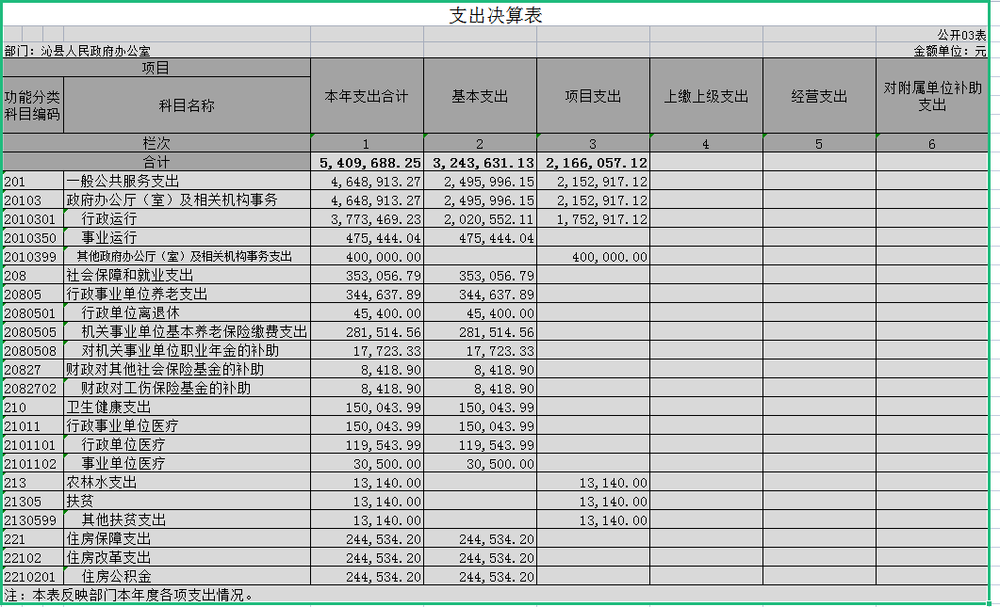 支出决算表
公开03表
部门：沁县人民政府办公室 金额单位：元
项目 本年支出合计 基本支出 项目支出 上缴上级支出 经营支出 对附属单位补助支出
功能分类科目编码 科目名称
栏次 1 2 3 4 5 6
合计 5,409,688.25 3,243,631.13 2,166,057.12
201 一般公共服务支出 4,648,913.27 2,495,996.15 2,152,917.12
20103 政府办公厅（室）及相关机构事务 4,648,913.27 2,495,996.15 2,152,917.12
2010301 行政运行 3,773,469.23 2,020,552.11 1,752,917.12
2010350 事业运行 475,444.04 475,444.04
2010399 其他政府办公厅（室）及相关机构事务支出 400,000.00 400,000.00
208 社会保障和就业支出 353,056.79 353,056.79
20805 行政事业单位养老支出 344,637.89 344,637.89
2080501 行政单位离退休 45,400.00 45,400.00
2080505 机关事业单位基本养老保险缴费支出 281,514.56 281,514.56
2080508 对机关事业单位职业年金的补助 17,723.33 17,723.33
20827 财政对其他社会保险基金的补助 8,418.90 8,418.90
2082702 财政对工伤保险基金的补助 8,418.90 8,418.90
210 卫生健康支出 150,043.99 150,043.99
21011 行政事业单位医疗 150,043.99 150,043.99
2101101 行政单位医疗 119,543.99 119,543.99
2101102 事业单位医疗 30,500.00 30,500.00
213 农林水支出 13,140.00 13,140.00
21305 扶贫 13,140.00 13,140.00
2130599 其他扶贫支出 13,140.00 13,140.00
221 住房保障支出 244,534.20 244,534.20
22102 住房改革支出 244,534.20 244,534.20
2210201 住房公积金 244,534.20 244,534.20
注：本表反映部门本年度各项支出情况。